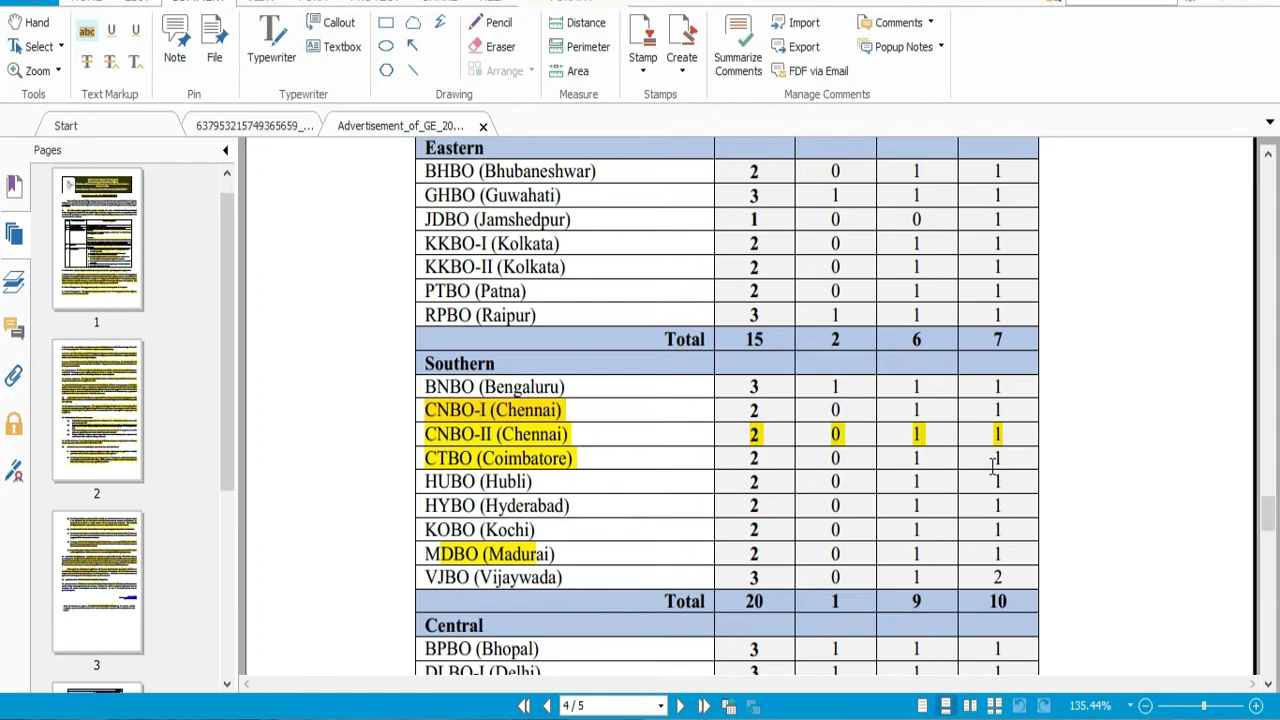 Hand
Select
Zoom
Tools
abc
U
U
T
T
T
Text Markup
Note
File
Pin
T
Typewriter
Callout
Textbox
Typewriter
Pencil
Eraser
Arrange
Drawing
Distance
Perimeter
Area
Measure
Stamp
Create
Stamps
Summarize
Comments
Import
Export
FDF via Email
Comments
Popup Notes
Manage Comments
Start
637953215749365659_...
Advertisement_of_GE_20...
Pages
1
2
3
Eastern
BHBO (Bhubaneshwar) 2 0 1 1
GHBO (Guwahati) 3 1 1 1
JDBO (Jamshedpur) 1 0 0 1
KKBO-I (Kolkata) 2 0 1 1
KKBO-II (Kolkata) 2 0 1 1
PTBO (Patna) 2 0 1 1
RPBO (Raipur) 3 1 1 1
Total 15 2 6 7
Southern
BNBO (Bengaluru) 3 1 1 1
CNBO-I (Chennai) 2 0 1 1
CNBO-II (Chennai) 2 0 1 1
CTBO (Coimbatore) 2 0 1 1
HUBO (Hubli) 2 0 1 1
HYBO (Hyderabad) 2 0 1 1
KOBO (Kochi) 2 0 1 1
MDBO (Madurai) 2 0 1 1
VJBO (Vijaywada) 3 0 1 2
Total 20 1 9 10
Central
BPBO (Bhopal) 3 1 1 1
DLBO-I (Delhi) 3 1 1 1
4 / 5
135.44%